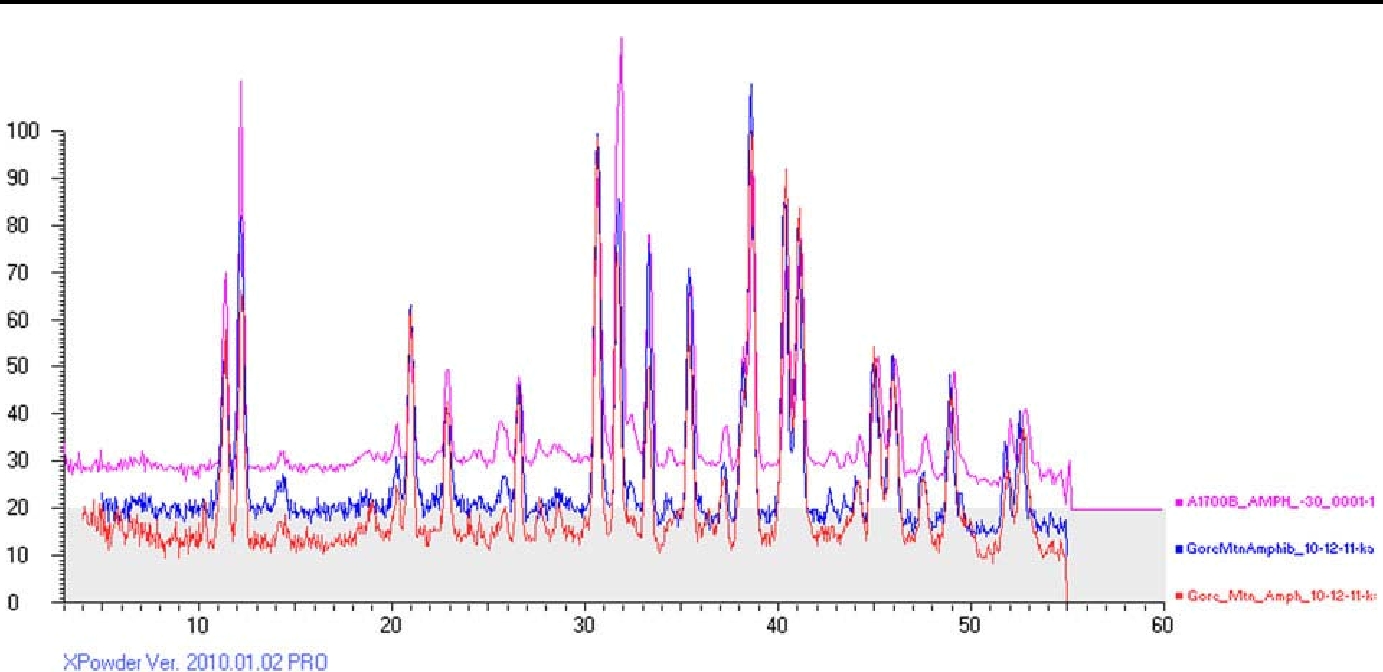 100
90
80
70
60
50
40
30
20
10
0
10 20 30 40 50 60
A1700B_AMPH_-30_0001-1
GoreMtnAmphib_10-12-11-ks
Gore_Mtn_Amph_10-12-11-k
XPowder Ver. 2010.01.02 PRO